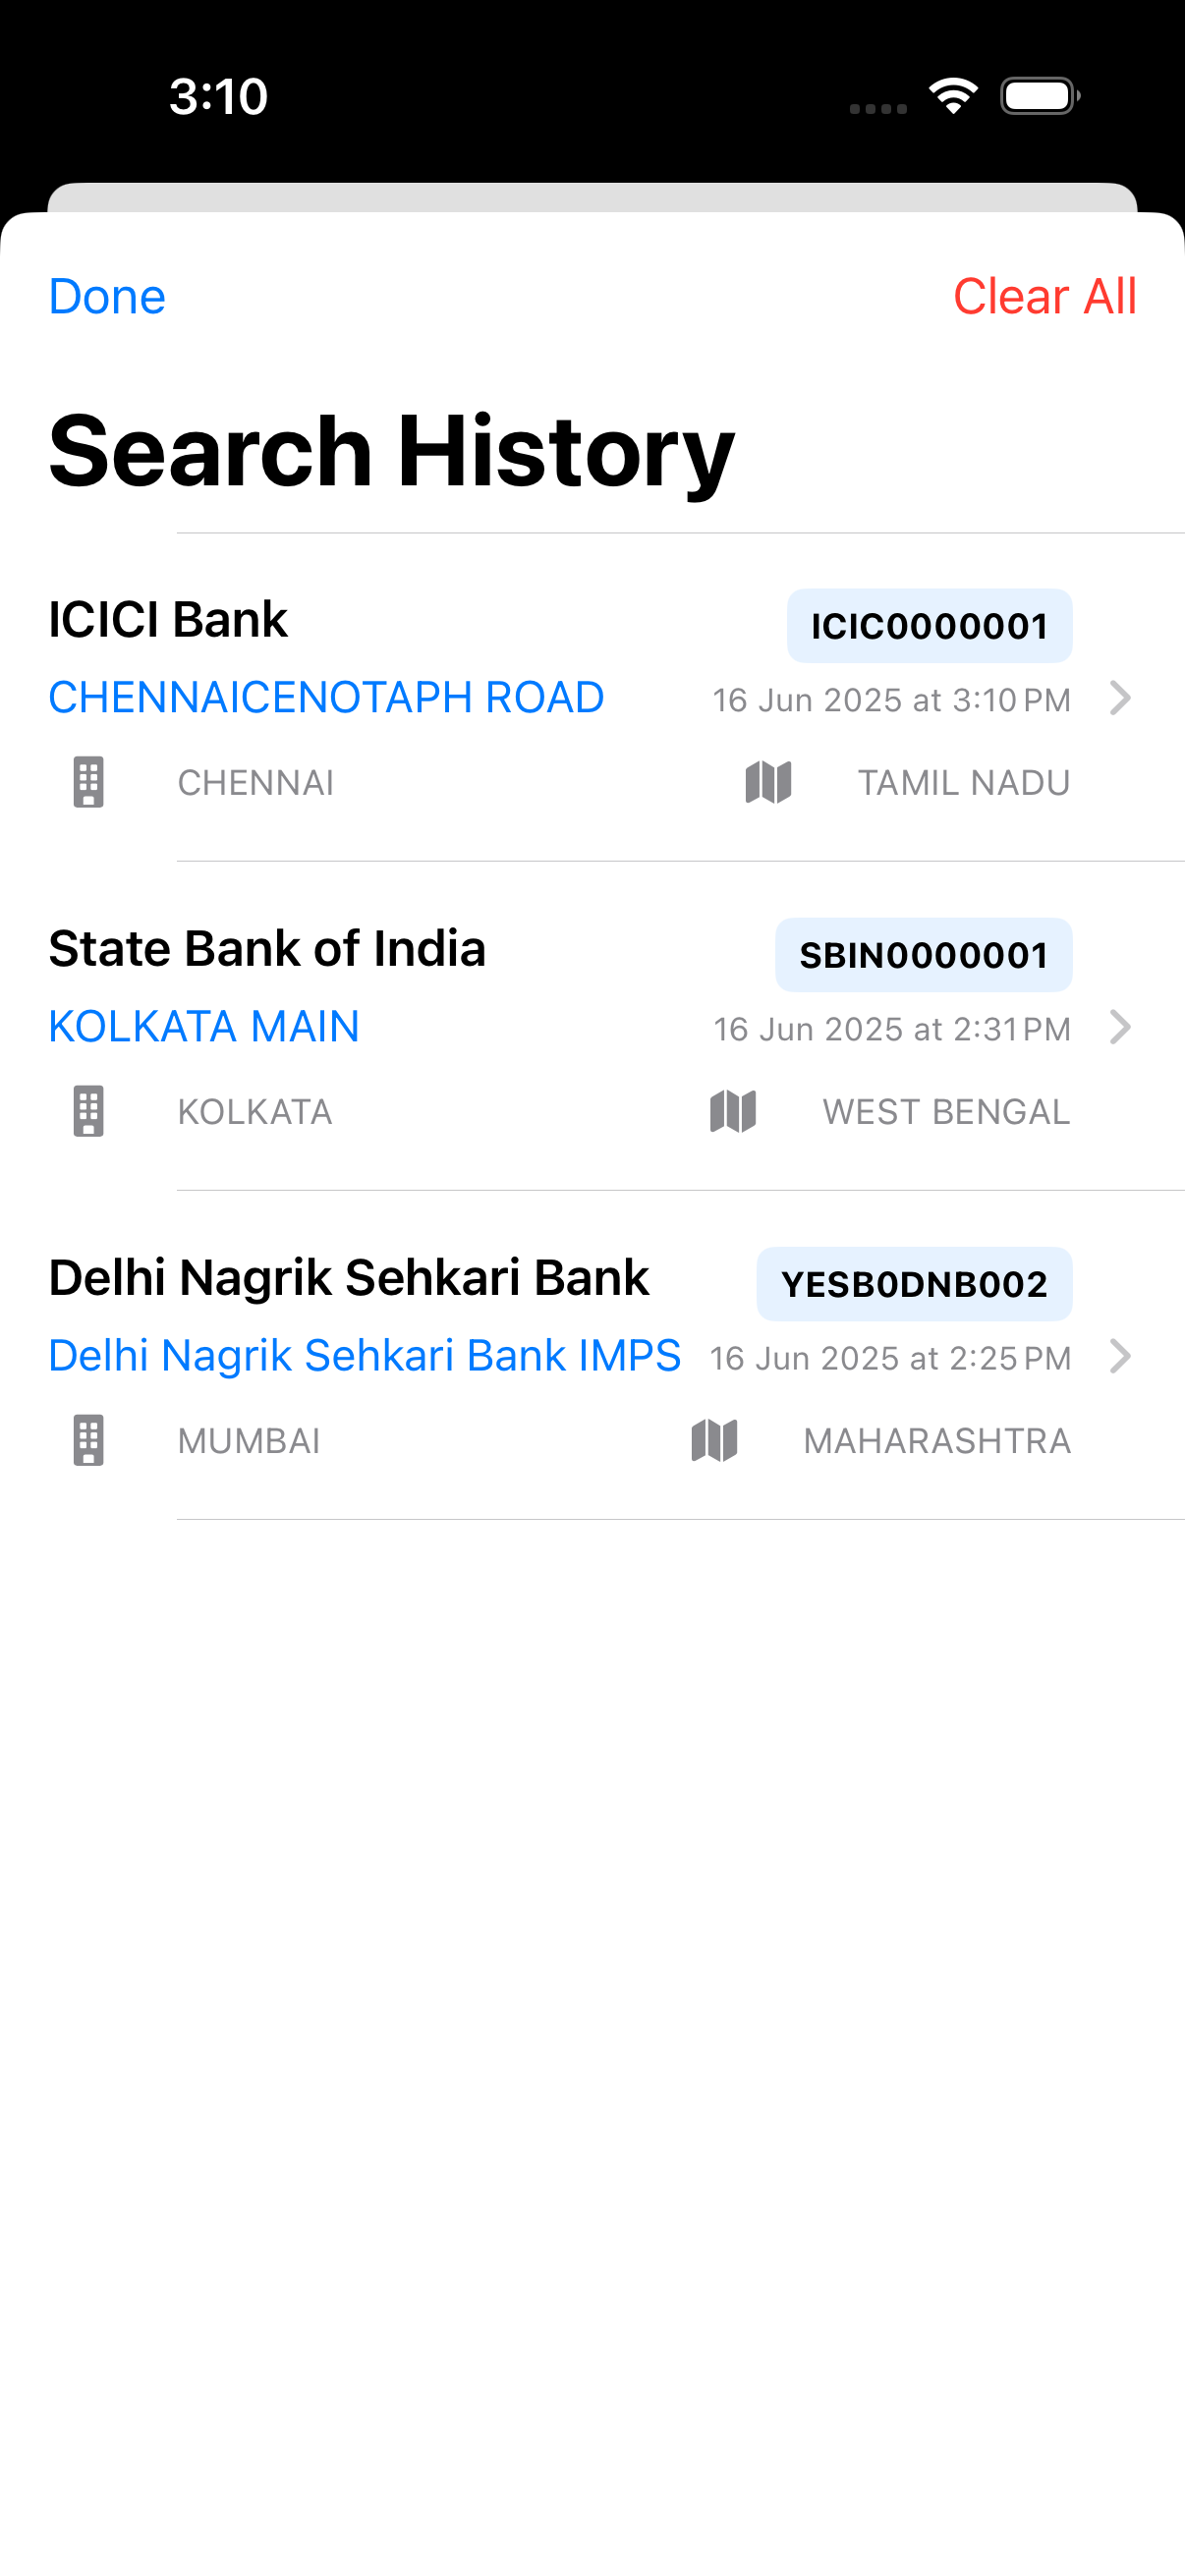 3:10
Done Clear All
Search History
ICICI Bank ICIC0000001
CHENNAICENOTAPH ROAD 16 Jun 2025 at 3:10 PM
CHENNAI TAMIL NADU
State Bank of India SBIN0000001
KOLKATA MAIN 16 Jun 2025 at 2:31 PM
KOLKATA WEST BENGAL
Delhi Nagrik Sehkari Bank YESB0DNB002
Delhi Nagrik Sehkari Bank IMPS 16 Jun 2025 at 2:25 PM
MUMBAI MAHARASHTRA